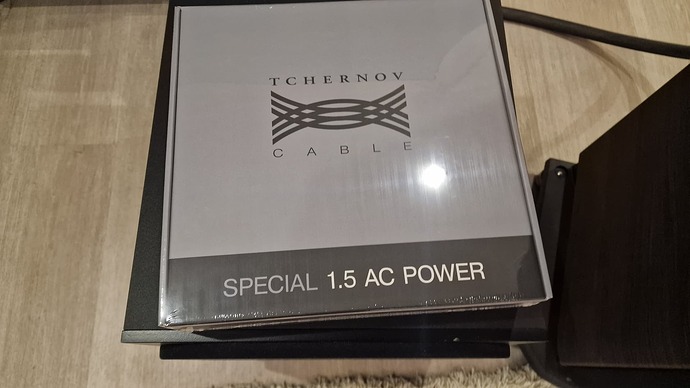 TCHERNOV
CABLE
SPECIAL 1.5 AC POWER